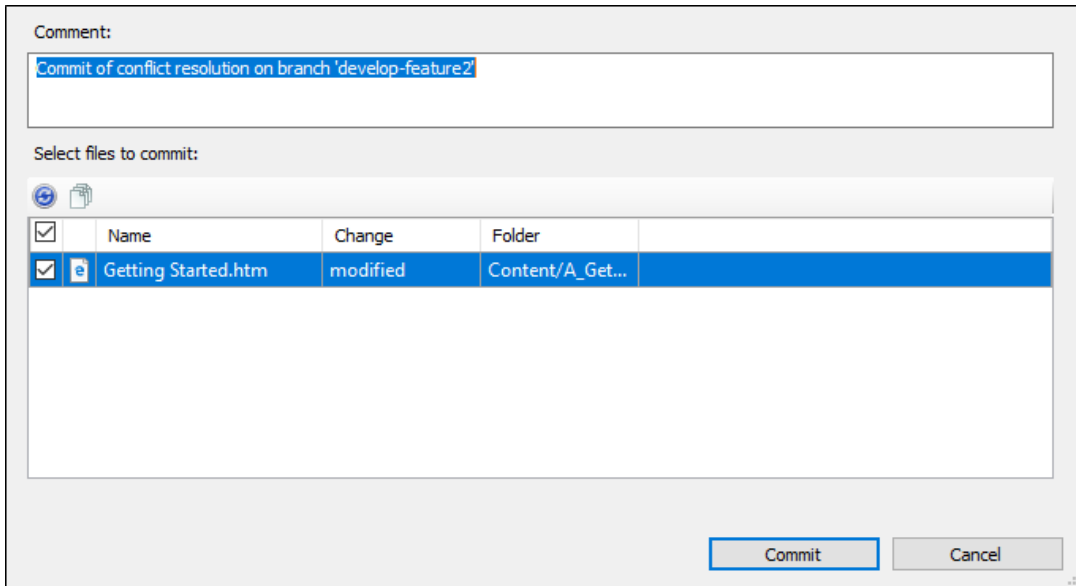 Comment:
Commit of conflict resolution on branch 'develop-feature2'
Select files to commit:
Name Change Folder
Getting Started.htm modified Content/A_Get...
Commit Cancel